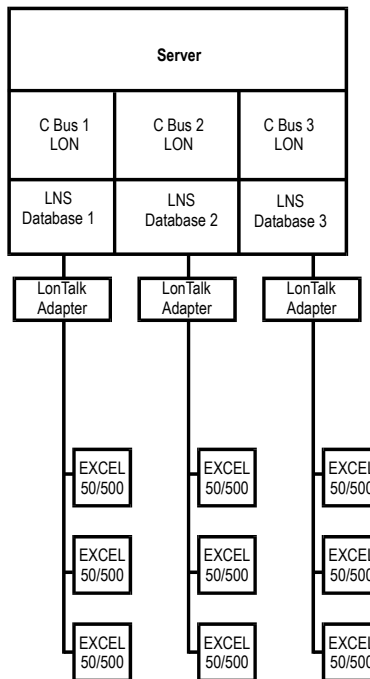 Server
C Bus 1
LON
C Bus 2
LON
C Bus 3
LON
LNS
Database 1
LNS
Database 2
LNS
Database 3
LonTalk
Adapter
LonTalk
Adapter
LonTalk
Adapter
EXCEL
50/500
EXCEL
50/500
EXCEL
50/500
EXCEL
50/500
EXCEL
50/500
EXCEL
50/500
EXCEL
50/500
EXCEL
50/500
EXCEL
50/500